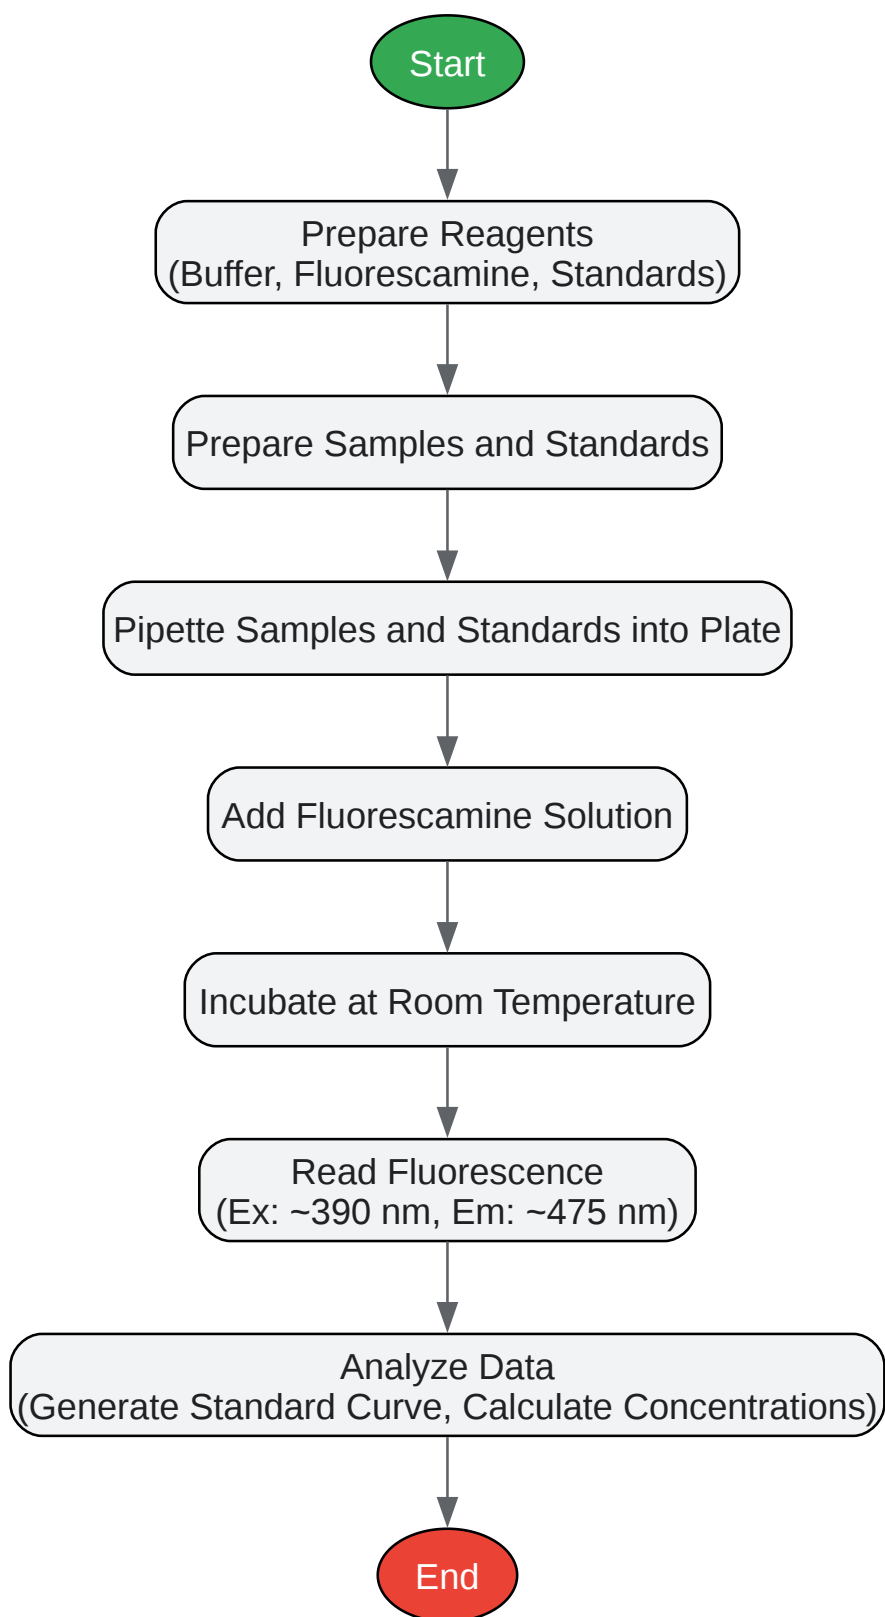 Start
Prepare Reagents
(Buffer, Fluorescamine, Standards)
Prepare Samples and Standards
Pipette Samples and Standards into Plate
Add Fluorescamine Solution
Incubate at Room Temperature
Read Fluorescence
(Ex: ~390 nm, Em: ~475 nm)
Analyze Data
(Generate Standard Curve, Calculate Concentrations)
End